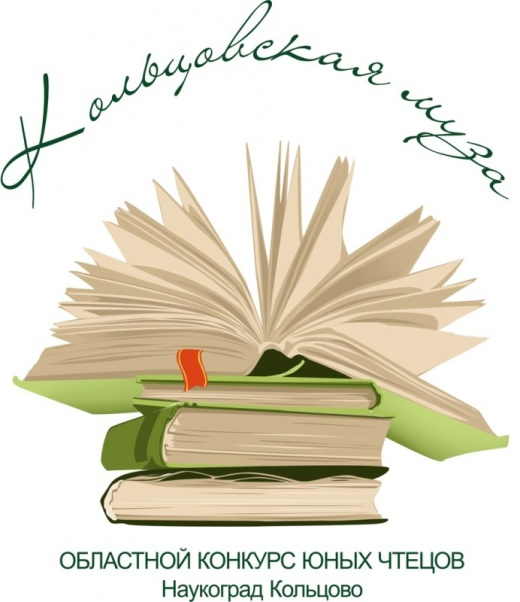 Кольцовская муза
ОБЛАСТНОЙ КОНКУРС ЮНЫХ ЧТЕЦОВ
Наукоград Кольцово